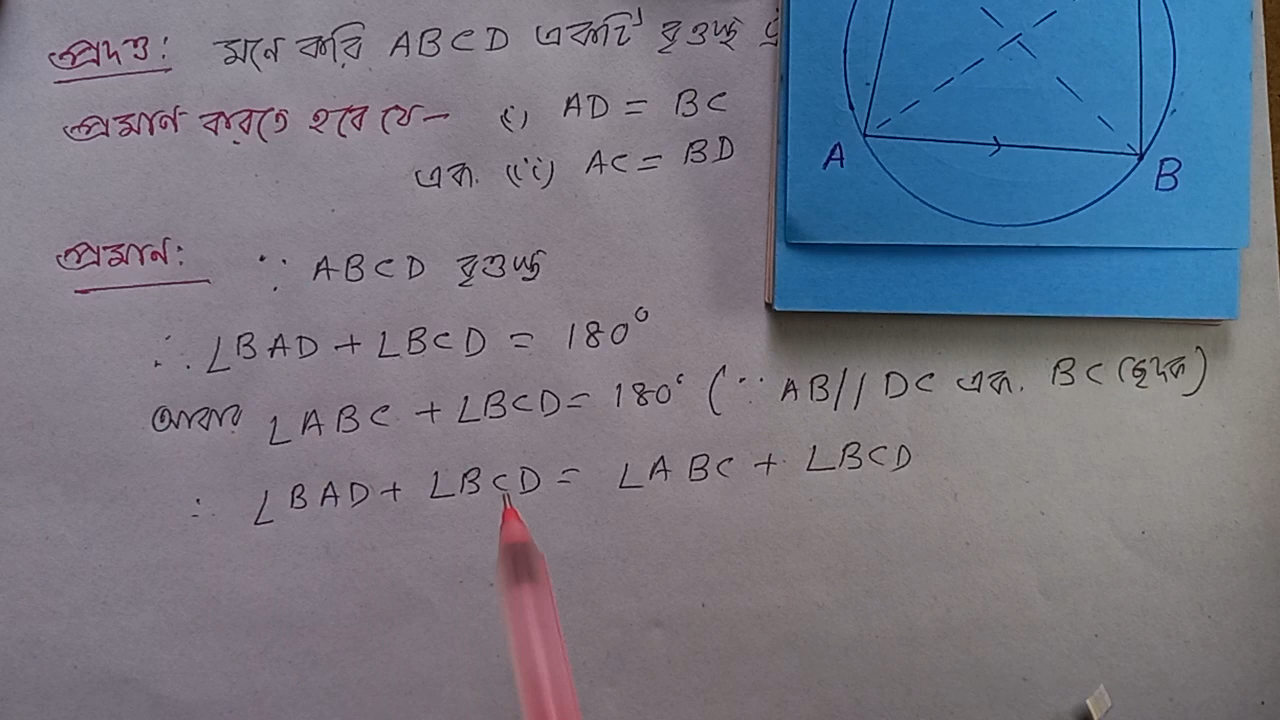 প্রদত্ত: মনে করি ABCD একটি বৃত্তস্থ
প্রমাণ করতে হবে যে— (i) AD = BC
এবং (ii) AC = BD
A
B
প্রমাণ: ∵ ABCD বৃত্তস্থ
∴ ∠BAD + ∠BCD = 180°
আবার ∠ABC + ∠BCD = 180° (∵ AB // DC এবং BC ছেদক)
∴ ∠BAD + ∠BCD = ∠ABC + ∠BCD